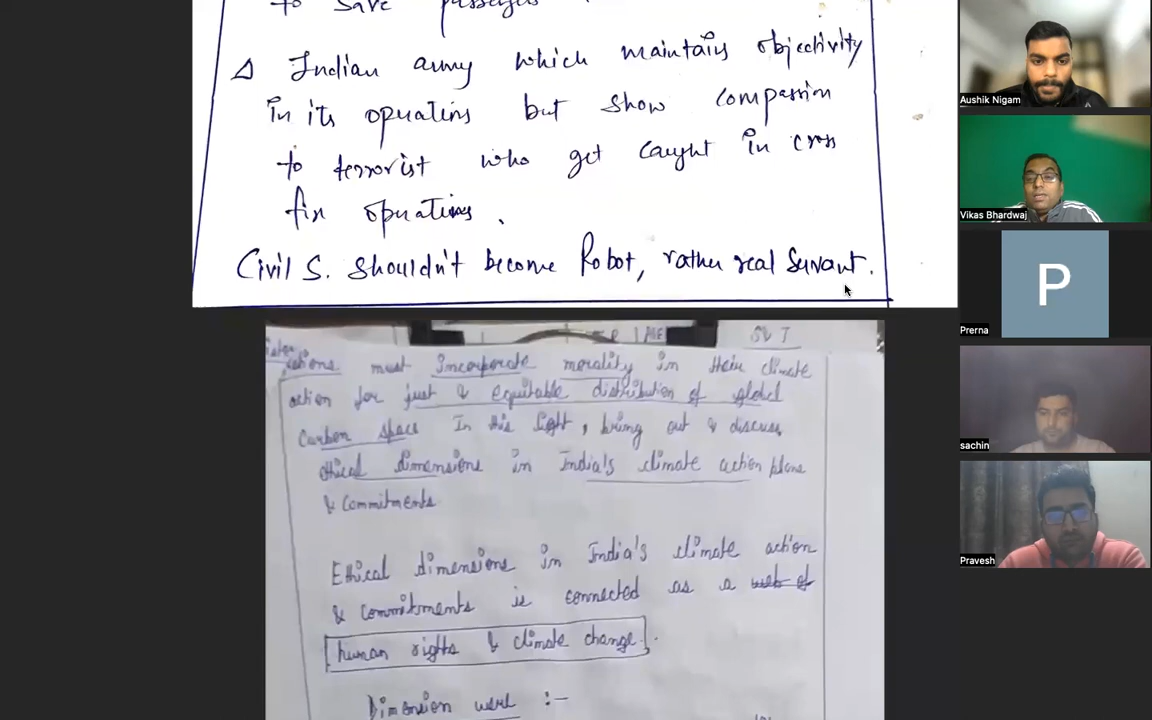 to save passengers
Δ Indian army which maintains objectivity
in its operations but show compassion
to terrorist who get caught in cross
fire operations.
Civil S. shouldn't become Robot, rather real servant.
must incorporate morality in their climate
action for just & equitable distribution of global
carbon space In this light, bring out & discuss
ethical dimensions in India's climate action plans
& commitments
Ethical dimensions in India's climate action
& commitments is connected as a
human rights & climate change.
Dimension were :-
Aushik Nigam
Vikas Bhardwaj
P
Prerna
sachin
Pravesh